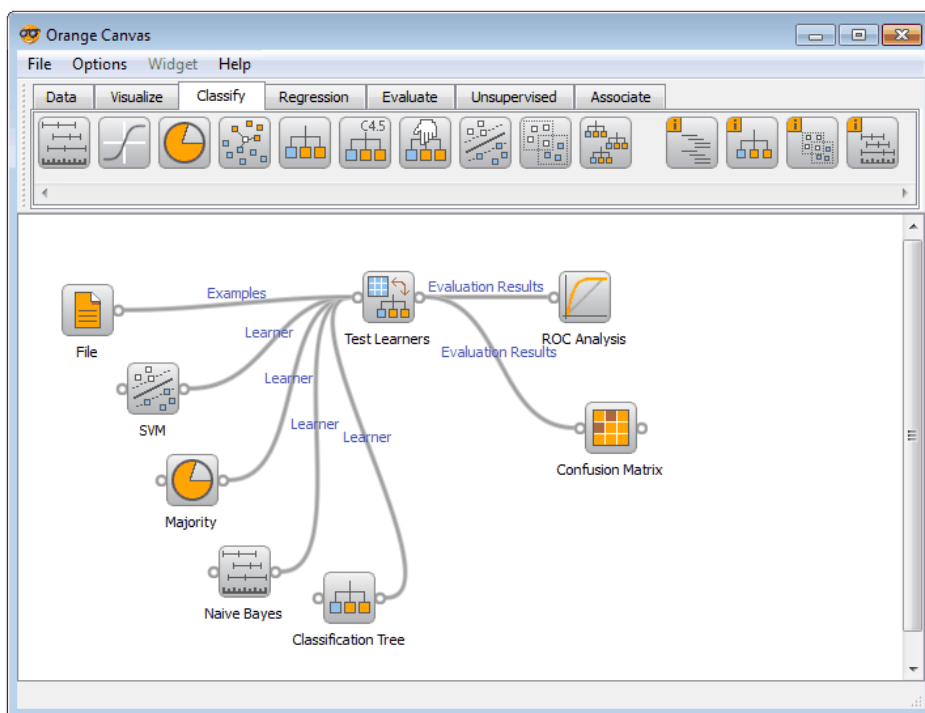 Orange Canvas
File Options Widget Help
Data Visualize Classify Regression Evaluate Unsupervised Associate
C4.5
i i i i
Examples
Evaluation Results
File
Learner
Test Learners
ROC Analysis
Evaluation Results
Learner
SVM
Learner
Learner
Confusion Matrix
Majority
Naive Bayes
Classification Tree